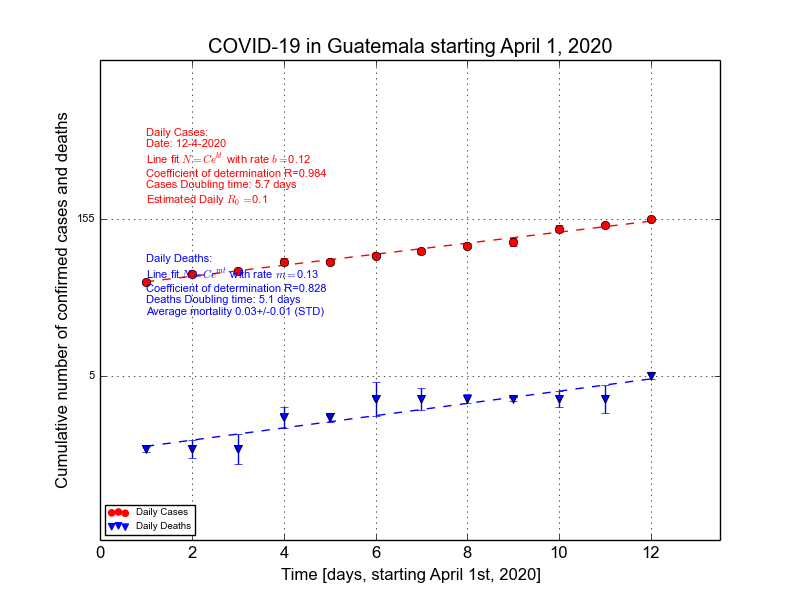 COVID-19 in Guatemala starting April 1, 2020
Cumulative number of confirmed cases and deaths
Daily Cases:
Date: 12-4-2020
Line fit N=Ce^{bt} with rate b=0.12
Coefficient of determination R=0.984
Cases Doubling time: 5.7 days
Estimated Daily R_0 =0.1
155
Daily Deaths:
Line fit N=Ce^{mt} with rate m=0.13
Coefficient of determination R=0.828
Deaths Doubling time: 5.1 days
Average mortality 0.03+/-0.01 (STD)
5
Daily Cases
Daily Deaths
0 2 4 6 8 10 12
Time [days, starting April 1st, 2020]